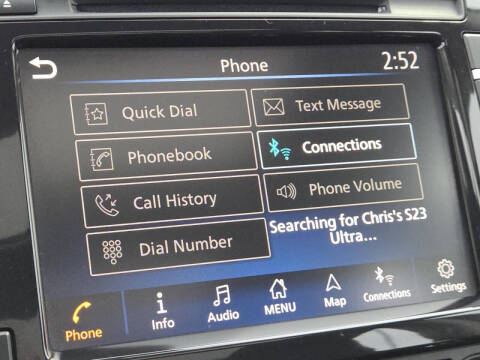 Phone
2:52
Quick Dial
Text Message
Phonebook
Connections
Call History
Phone Volume
Dial Number
Searching for Chris's S23
Ultra...
Phone
Info
Audio
MENU
Map
Connections
Settings